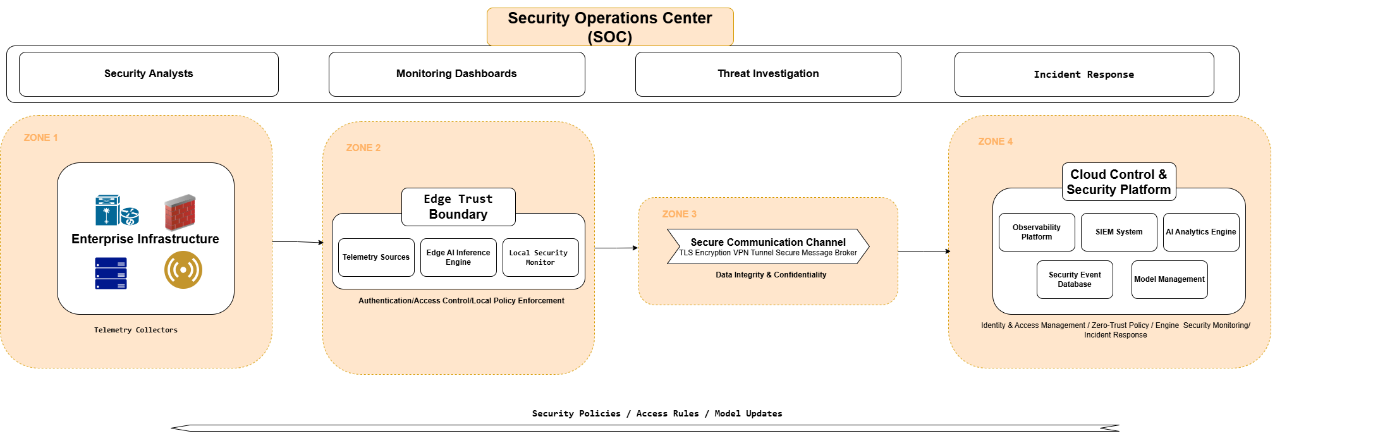 Security Operations Center
(SOC)
Security Analysts
Monitoring Dashboards
Threat Investigation
Incident Response
ZONE 1
Enterprise Infrastructure
Telemetry Collectors
ZONE 2
Edge Trust
Boundary
Telemetry Sources
Edge AI Inference
Engine
Local Security
Monitor
Authentication/Access Control/Local Policy Enforcement
ZONE 3
Secure Communication Channel
TLS Encryption VPN Tunnel Secure Message Broker
Data Integrity & Confidentiality
ZONE 4
Cloud Control &
Security Platform
Observability
Platform
SIEM System
AI Analytics Engine
Security Event
Database
Model Management
Identity & Access Management / Zero-Trust Policy / Engine  Security Monitoring/
Incident Response
Security Policies / Access Rules / Model Updates